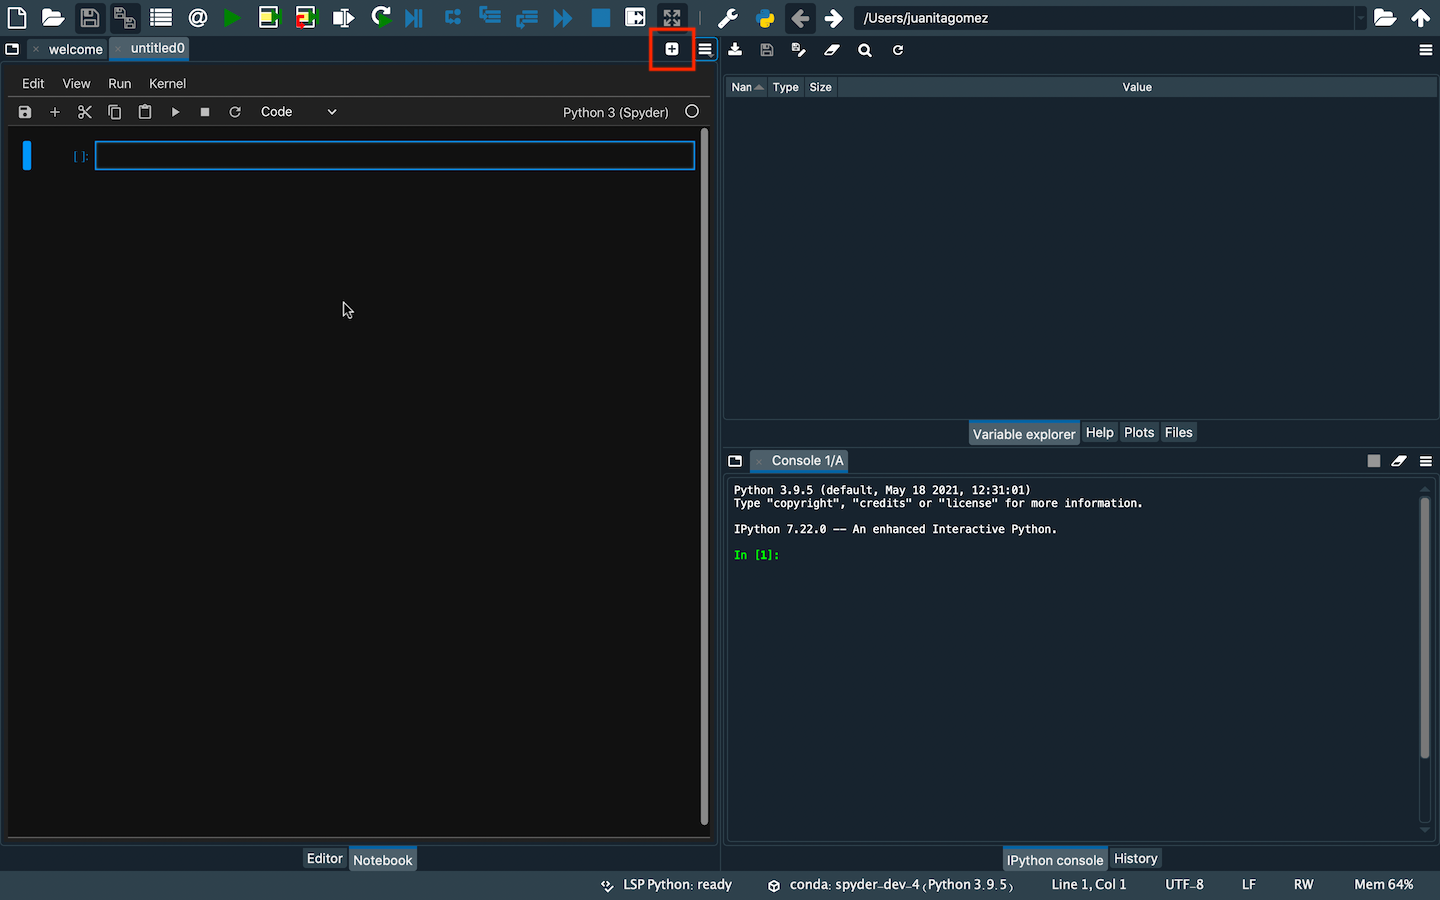 /Users/juanitagomez
welcome
untitled0
Edit View Run Kernel
Code
Python 3 (Spyder)
[ ]:
Nan Type Size Value
Variable explorer Help Plots Files
Console 1/A
Python 3.9.5 (default, May 18 2021, 12:31:01)
Type "copyright", "credits" or "license" for more information.
IPython 7.22.0 -- An enhanced Interactive Python.
In [1]:
Editor Notebook
IPython console History
LSP Python: ready conda: spyder-dev-4 (Python 3.9.5) Line 1, Col 1 UTF-8 LF RW Mem 64%